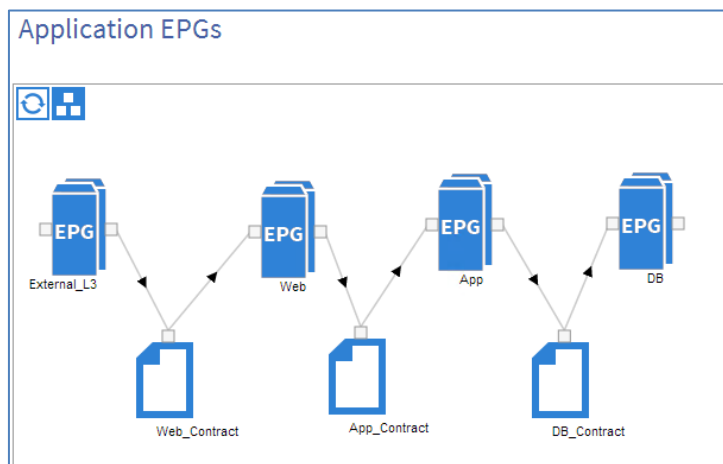 Application EPGs
EPG
EPG
EPG
EPG
External_L3
Web
App
DB
Web_Contract
App_Contract
DB_Contract